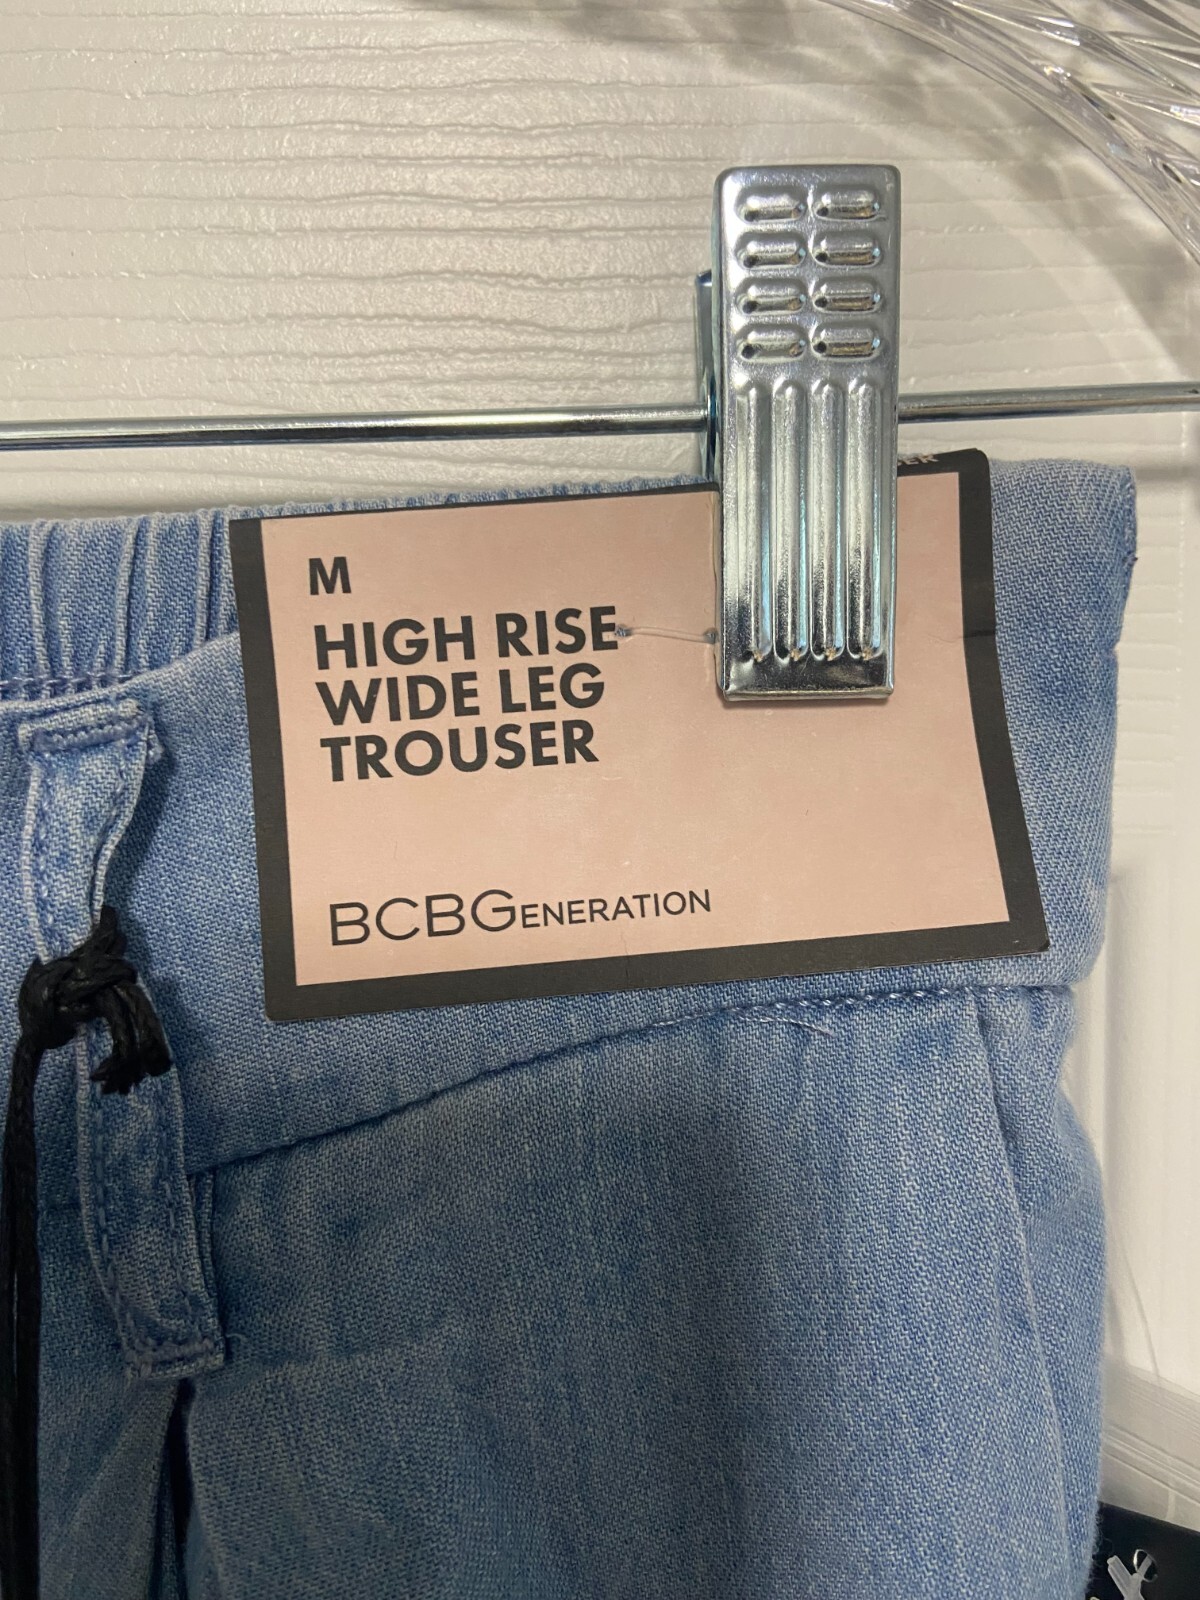 M
HIGH RISE
WIDE LEG
TROUSER
BCBGENERATION